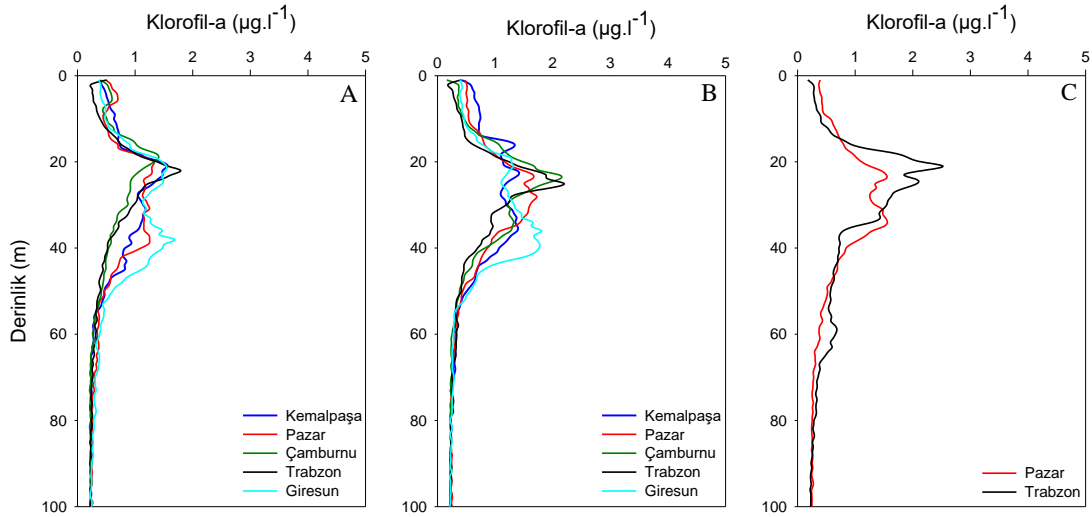 Klorofil-a (µg.l-1)
0 1 2 3 4 5
A
Klorofil-a (µg.l-1)
0 1 2 3 4 5
B
Klorofil-a (µg.l-1)
0 1 2 3 4 5
C
Derinlik (m)
0
20
40
60
80
100
Kemalpaşa
Pazar
Çamburnu
Trabzon
Giresun
0
20
40
60
80
100
Kemalpaşa
Pazar
Çamburnu
Trabzon
Giresun
0
20
40
60
80
100
Pazar
Trabzon